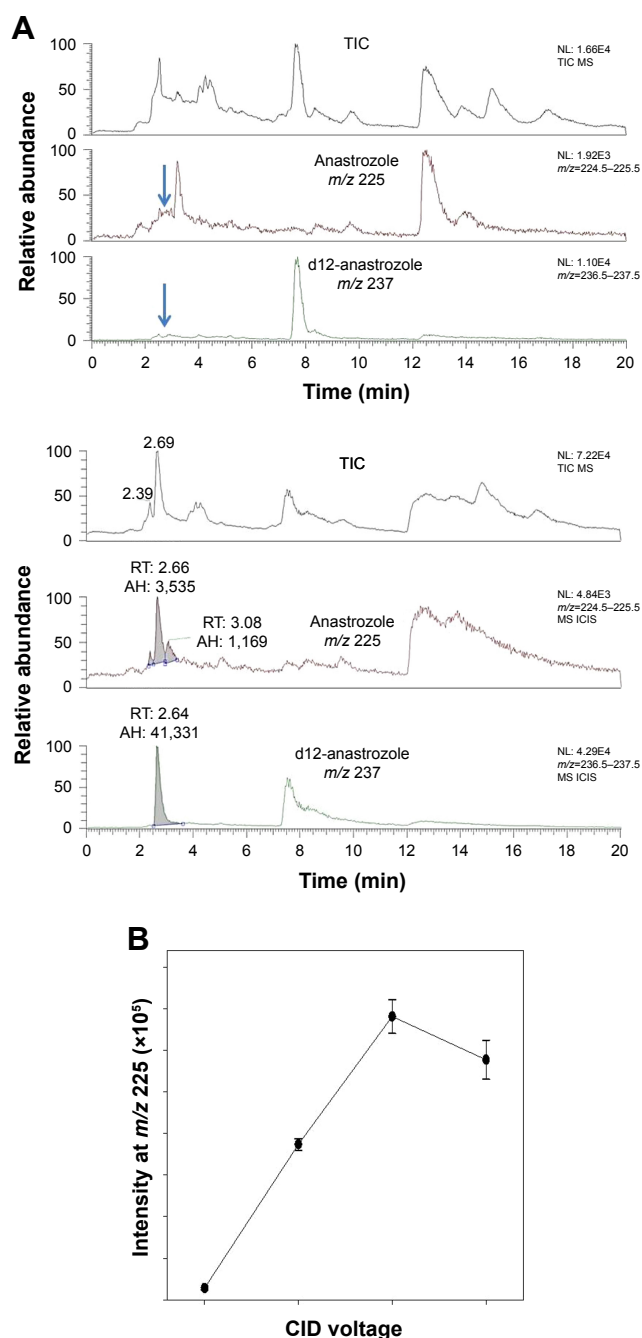 A
TIC
NL: 1.66E4
TIC MS
100
50
0
Anastrozole
m/z 225
NL: 1.92E3
m/z=224.5–225.5
100
50
0
d12-anastrozole
m/z 237
NL: 1.10E4
m/z=236.5–237.5
100
50
0
0 2 4 6 8 10 12 14 16 18 20
Relative abundance
Time (min)
2.69
2.39
TIC
NL: 7.22E4
TIC MS
100
50
0
RT: 2.66
AH: 3,535
RT: 3.08
AH: 1,169
Anastrozole
m/z 225
NL: 4.84E3
m/z=224.5–225.5
MS ICIS
100
50
0
RT: 2.64
AH: 41,331
d12-anastrozole
m/z 237
NL: 4.29E4
m/z=236.5–237.5
MS ICIS
100
50
0
0 2 4 6 8 10 12 14 16 18 20
Relative abundance
Time (min)
B
Intensity at m/z 225 (×10⁵)
CID voltage